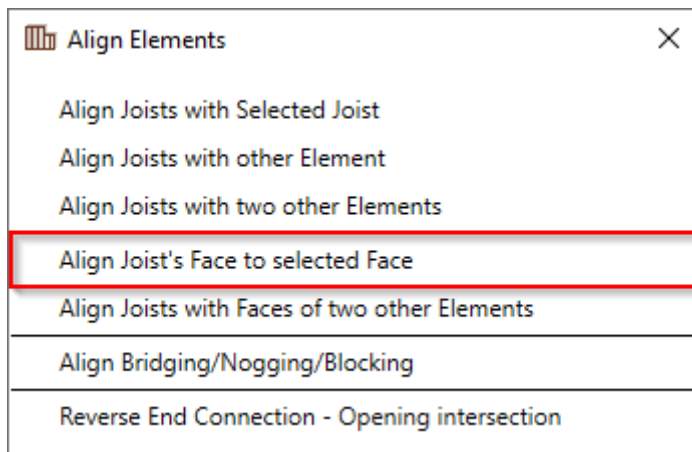 Align Elements
Align Joists with Selected Joist
Align Joists with other Element
Align Joists with two other Elements
Align Joist's Face to selected Face
Align Joists with Faces of two other Elements
Align Bridging/Nogging/Blocking
Reverse End Connection - Opening intersection